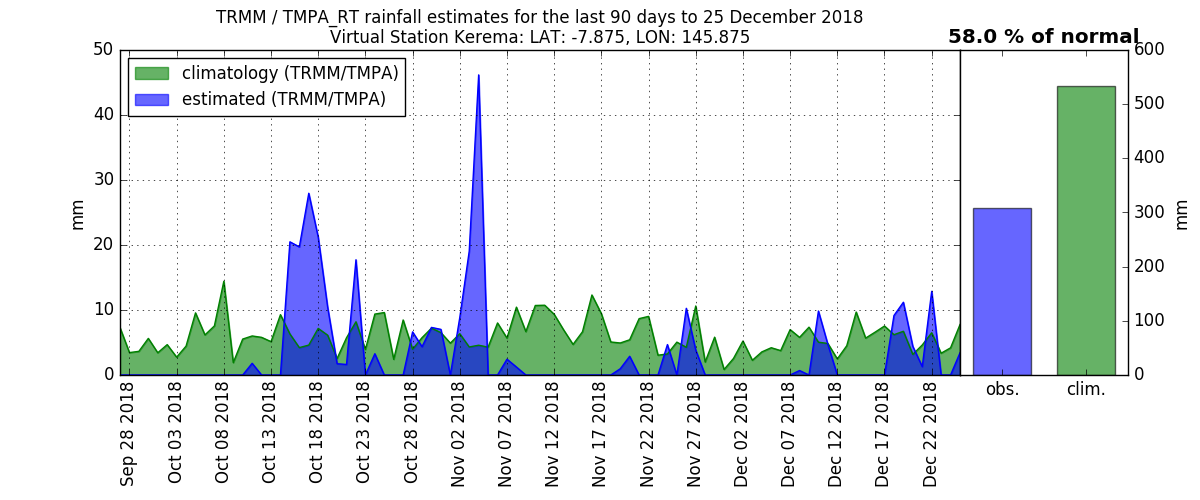 TRMM / TMPA_RT rainfall estimates for the last 90 days to 25 December 2018
Virtual Station Kerema: LAT: -7.875, LON: 145.875
58.0 % of normal
climatology (TRMM/TMPA)
estimated (TRMM/TMPA)
50
40
30
20
10
0
mm
600
500
400
300
200
100
0
mm
Sep 28 2018
Oct 03 2018
Oct 08 2018
Oct 13 2018
Oct 18 2018
Oct 23 2018
Oct 28 2018
Nov 02 2018
Nov 07 2018
Nov 12 2018
Nov 17 2018
Nov 22 2018
Nov 27 2018
Dec 02 2018
Dec 07 2018
Dec 12 2018
Dec 17 2018
Dec 22 2018
obs.
clim.